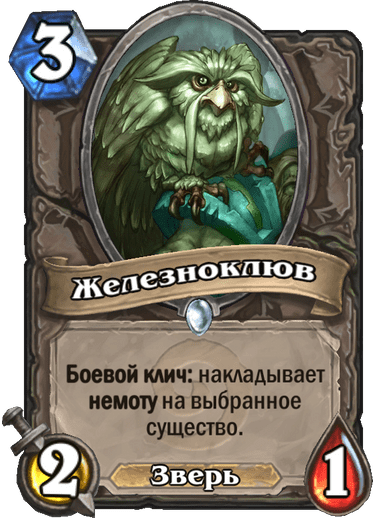 3
Железноклюв
Боевой клич: накладывает
немоту на выбранное
существо.
2
Зверь
1